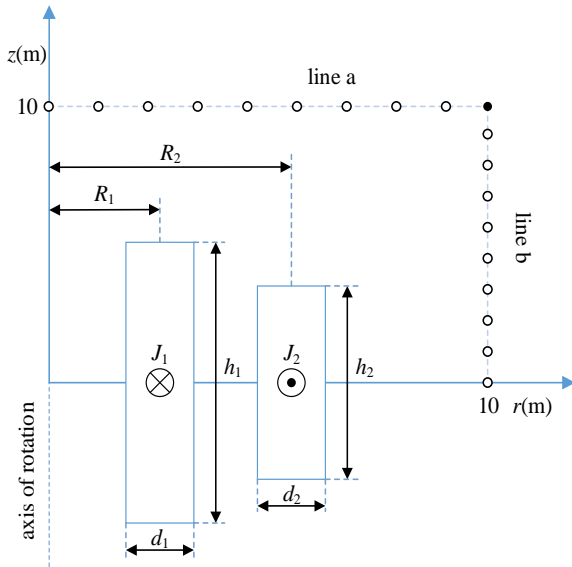 z(m)
line a
10
R₂
R₁
line b
J₁
h₁
J₂
h₂
10
r(m)
axis of rotation
d₂
d₁